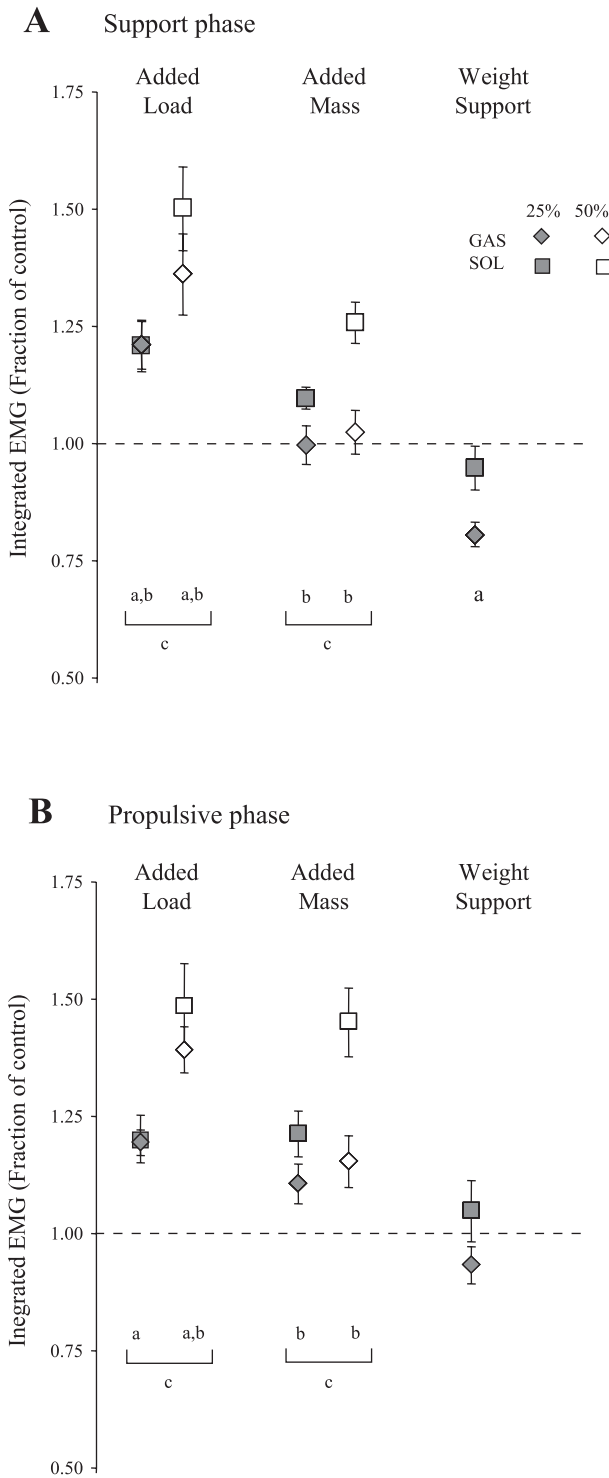 A Support phase
Added Load
Added Mass
Weight Support
Integrated EMG (Fraction of control)
1.75
1.50
1.25
1.00
0.75
0.50
25% 50%
GAS
SOL
a,b a,b
c
b b
c
a
B Propulsive phase
Added Load
Added Mass
Weight Support
Inegrated EMG (Fraction of control)
1.75
1.50
1.25
1.00
0.75
0.50
a a,b
c
b b
c